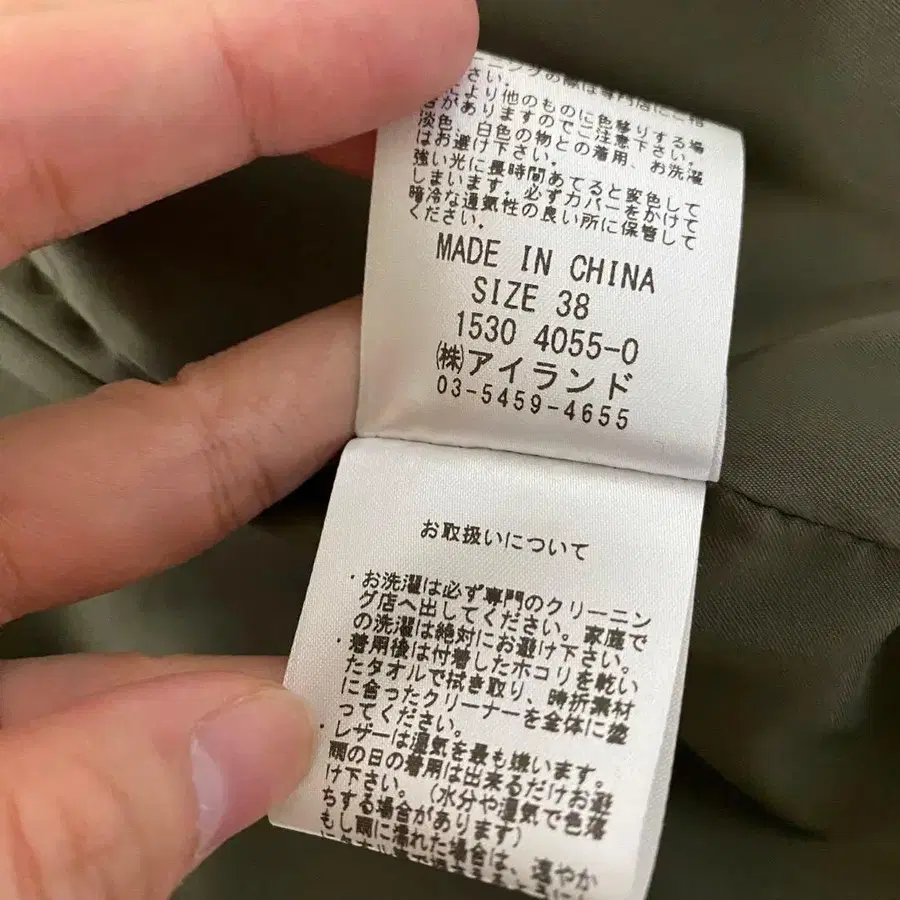 ニングの際は専門店にご相
さい。
により他のものに色移りする場
合がありますのでご注意下さい。
淡色、白色の物との着用、お洗濯
はお避け下さい。
強い光に長時間あてると変色して
しまいます。必ずカバーをかけて
暗冷な通気性の良い所に保管して
ください。
MADE IN CHINA
SIZE 38
1530 4055-0
(株)アイランド
03-5459-4655
お取扱いについて
・お洗濯は必ず専門のクリーニン
グ店へ出してください。家庭で
の洗濯は絶対にお避け下さい。
・着用後は付着したホコリを乾い
たタオルで拭き取り、時折素材
に合ったクリーナーを全体に塗
ってください。
・レザーは湿気を最も嫌います。
雨の日の着用は出来るだけお避
け下さい。（水分や湿気で色落
ちする場合があります）
もし雨に濡れた場合は、速やか